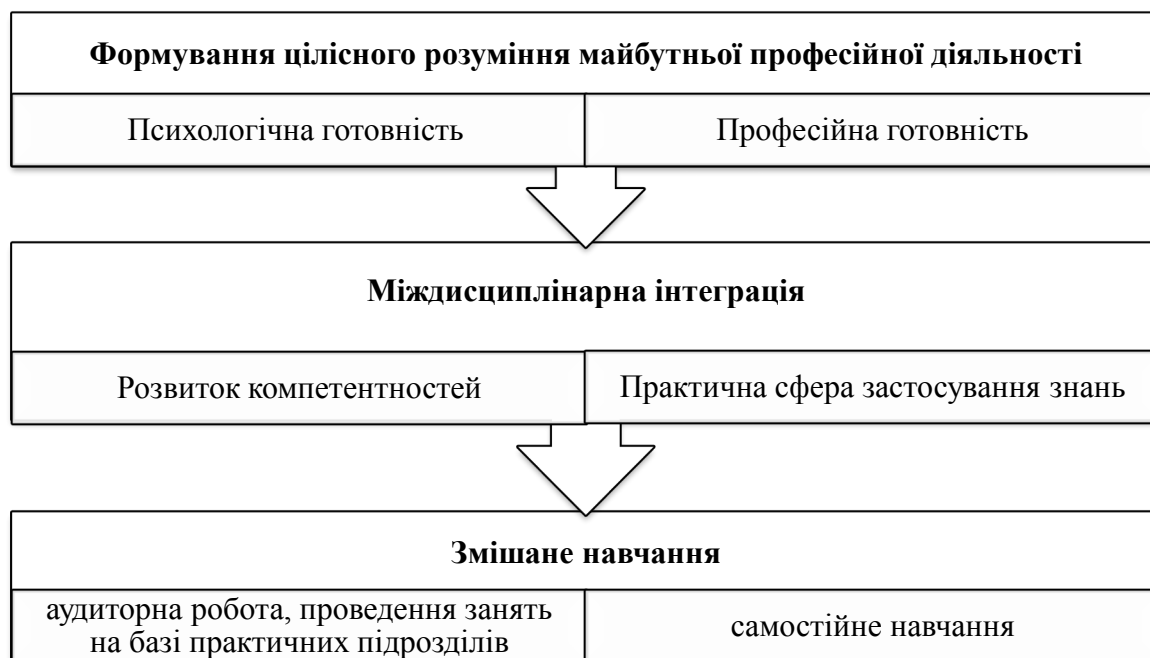 Формування цілісного розуміння майбутньої професійної діяльності
Психологічна готовність
Професійна готовність
Міждисциплінарна інтеграція
Розвиток компетентностей
Практична сфера застосування знань
Змішане навчання
аудиторна робота, проведення занять
на базі практичних підрозділів
самостійне навчання